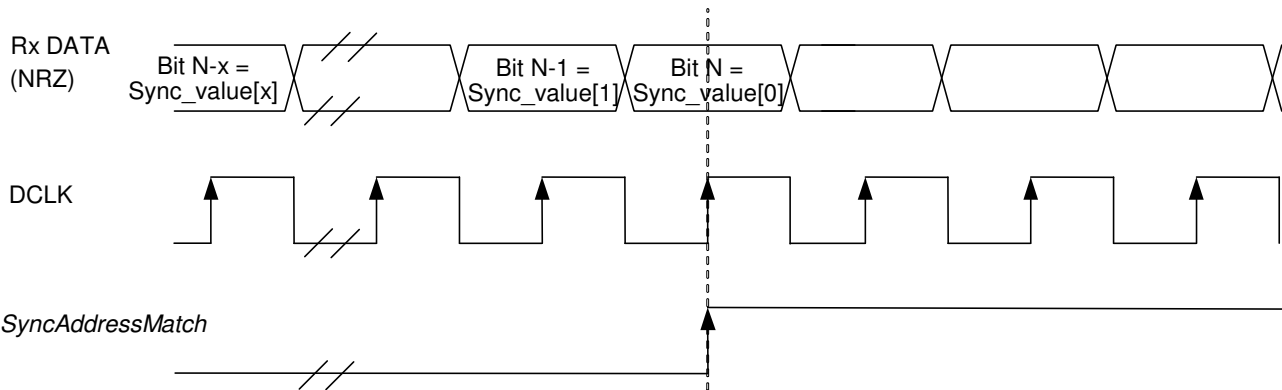 Rx DATA
(NRZ)
Bit N-x =
Sync_value[x]
Bit N-1 =
Sync_value[1]
Bit N =
Sync_value[0]
DCLK
SyncAddressMatch